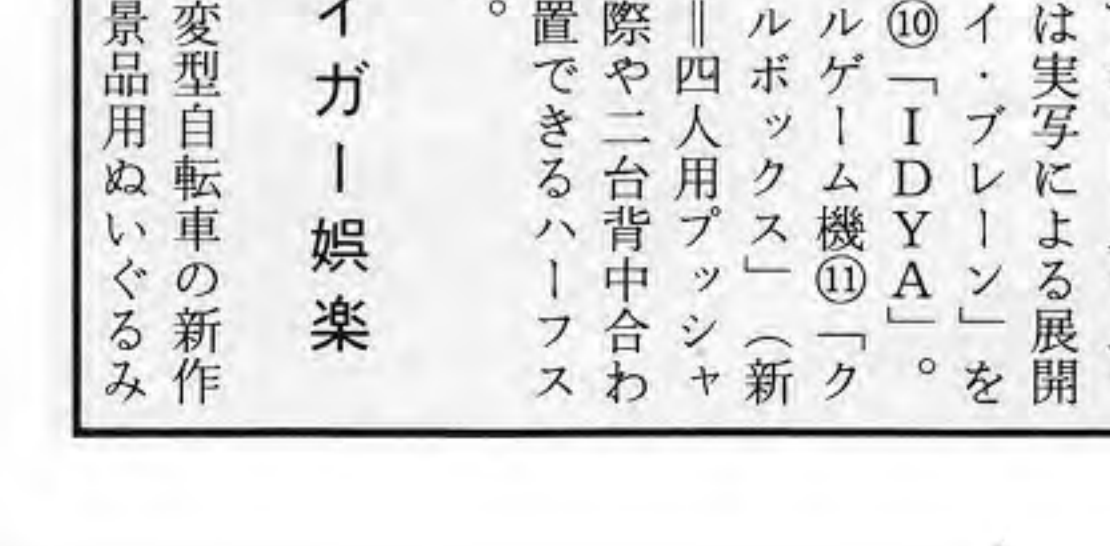 は実写による展開
イ・ブレーン」を
⑩「IDYA」。
ルゲーム機⑪「ク
ルボックス」（新
＝四人用プッシャ
際や二台背中合わ
置できるハーフス
。
イガー娯楽
変型自転車の新作
景品用ぬいぐるみ